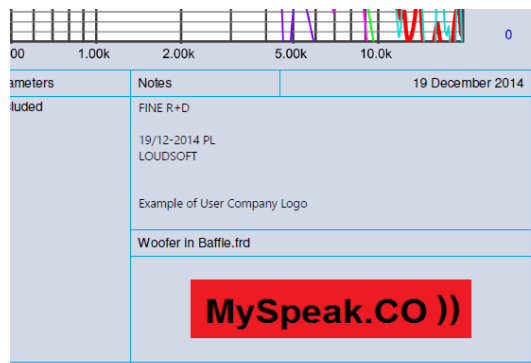 0
00 1.00k 2.00k 5.00k 10.0k
ameters Notes 19 December 2014
cluded FINE R+D
19/12-2014 PL
LOUDSOFT
Example of User Company Logo
Woofer in Baffle.frd
MySpeak.CO ))